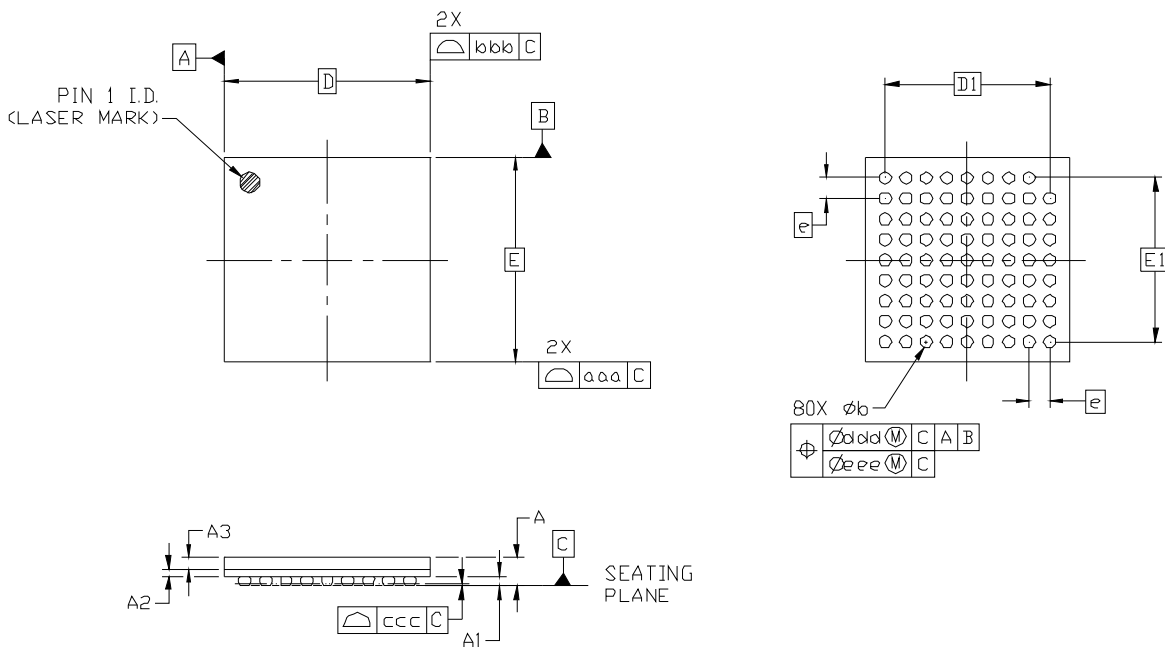 2X
bbb C
A
D
PIN 1 I.D.
(LASER MARK)
B
E
2X
aaa C
D1
e
E1
80X Øb
e
Øddd Ⓜ C A B
Øeee Ⓜ C
A3
A
C
SEATING
PLANE
A2
ccc C
A1